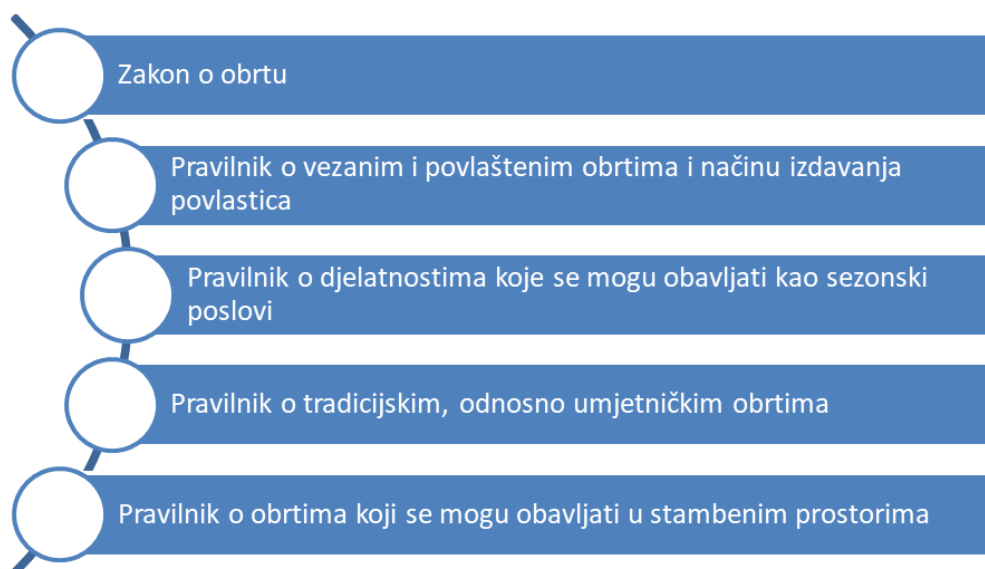 Zakon o obrtu
Pravilnik o vezanim i povlaštenim obrtima i načinu izdavanja
povlastica
Pravilnik o djelatnostima koje se mogu obavljati kao sezonski
poslovi
Pravilnik o tradicijskim, odnosno umjetničkim obrtima
Pravilnik o obrtima koji se mogu obavljati u stambenim prostorima